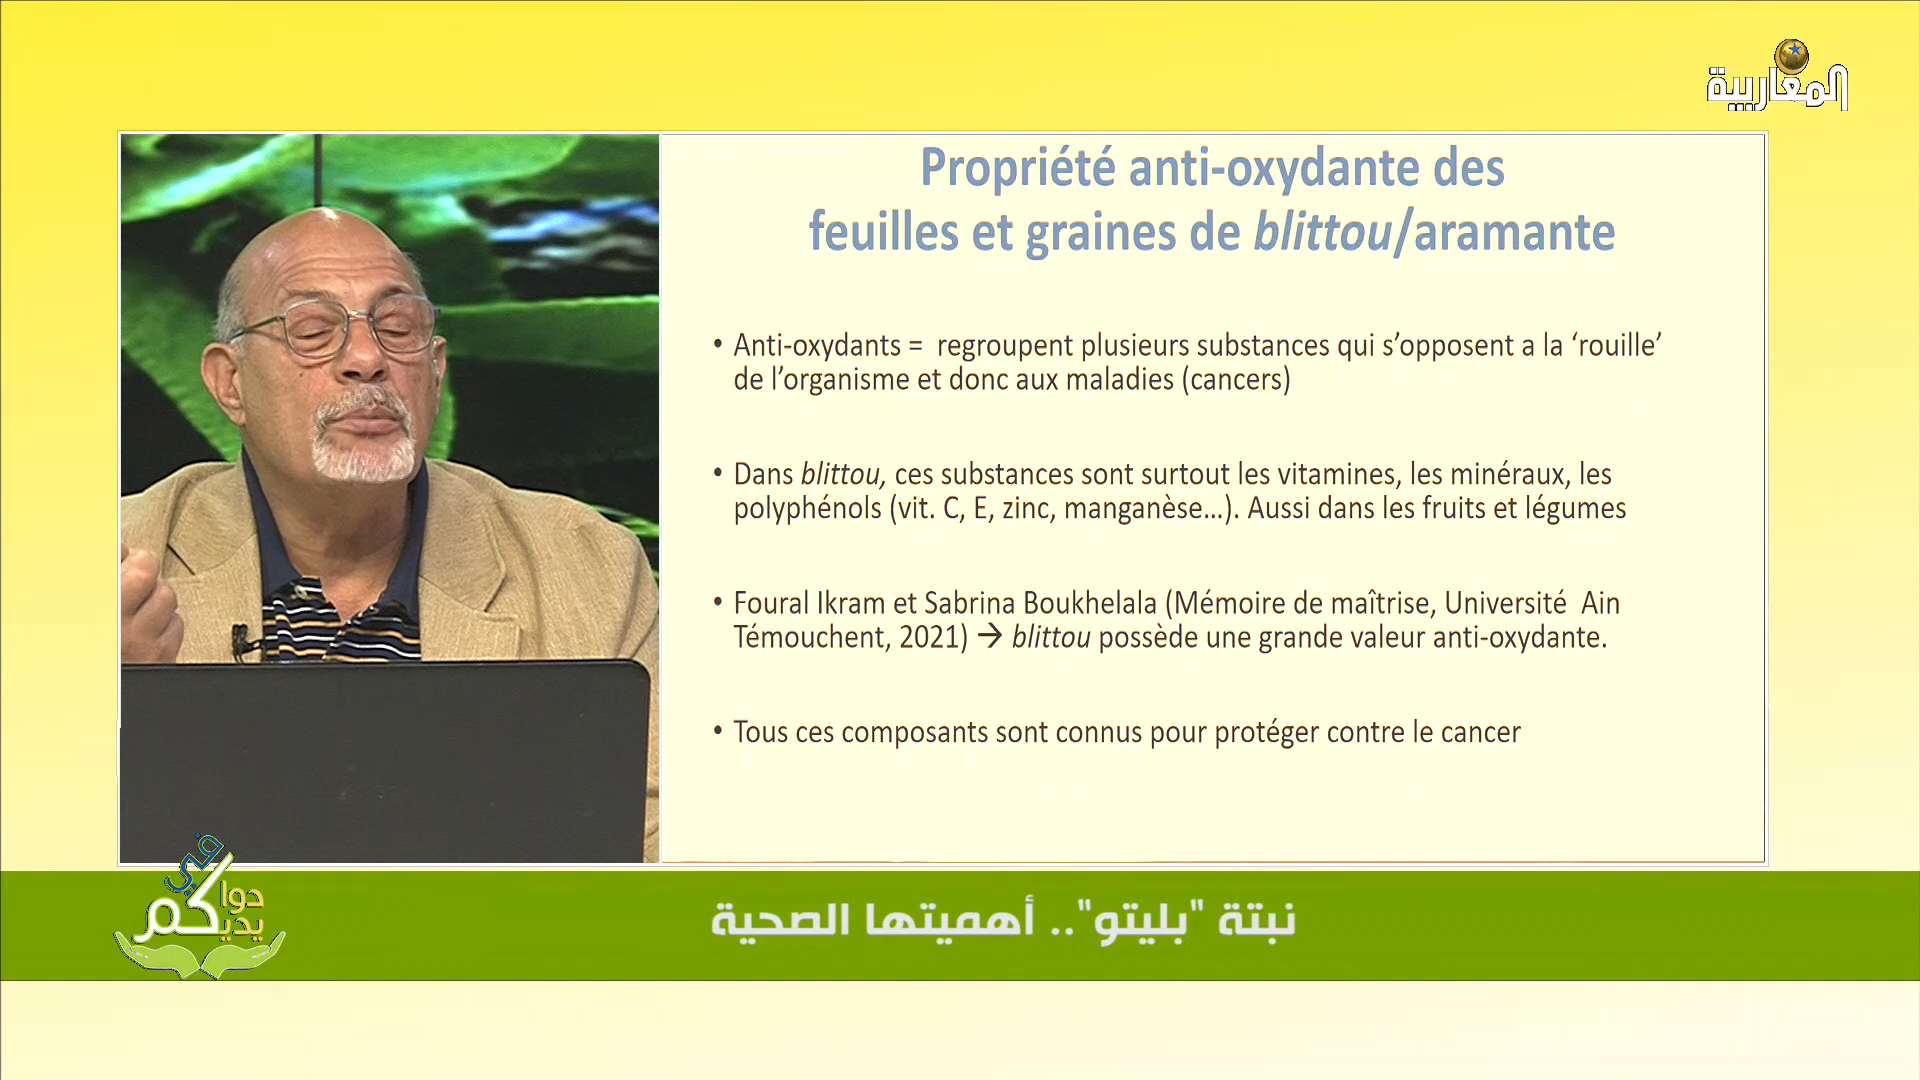 المغاربية
Propriété anti-oxydante des
feuilles et graines de blittou/aramante
• Anti-oxydants = regroupent plusieurs substances qui s’opposent a la ‘rouille’
de l’organisme et donc aux maladies (cancers)
• Dans blittou, ces substances sont surtout les vitamines, les minéraux, les
polyphénols (vit. C, E, zinc, manganèse...). Aussi dans les fruits et légumes
• Foural Ikram et Sabrina Boukhelala (Mémoire de maîtrise, Université Ain
Témouchent, 2021) → blittou possède une grande valeur anti-oxydante.
• Tous ces composants sont connus pour protéger contre le cancer
دوا في
يديكم
نبتة "بليتو".. أهميتها الصحية